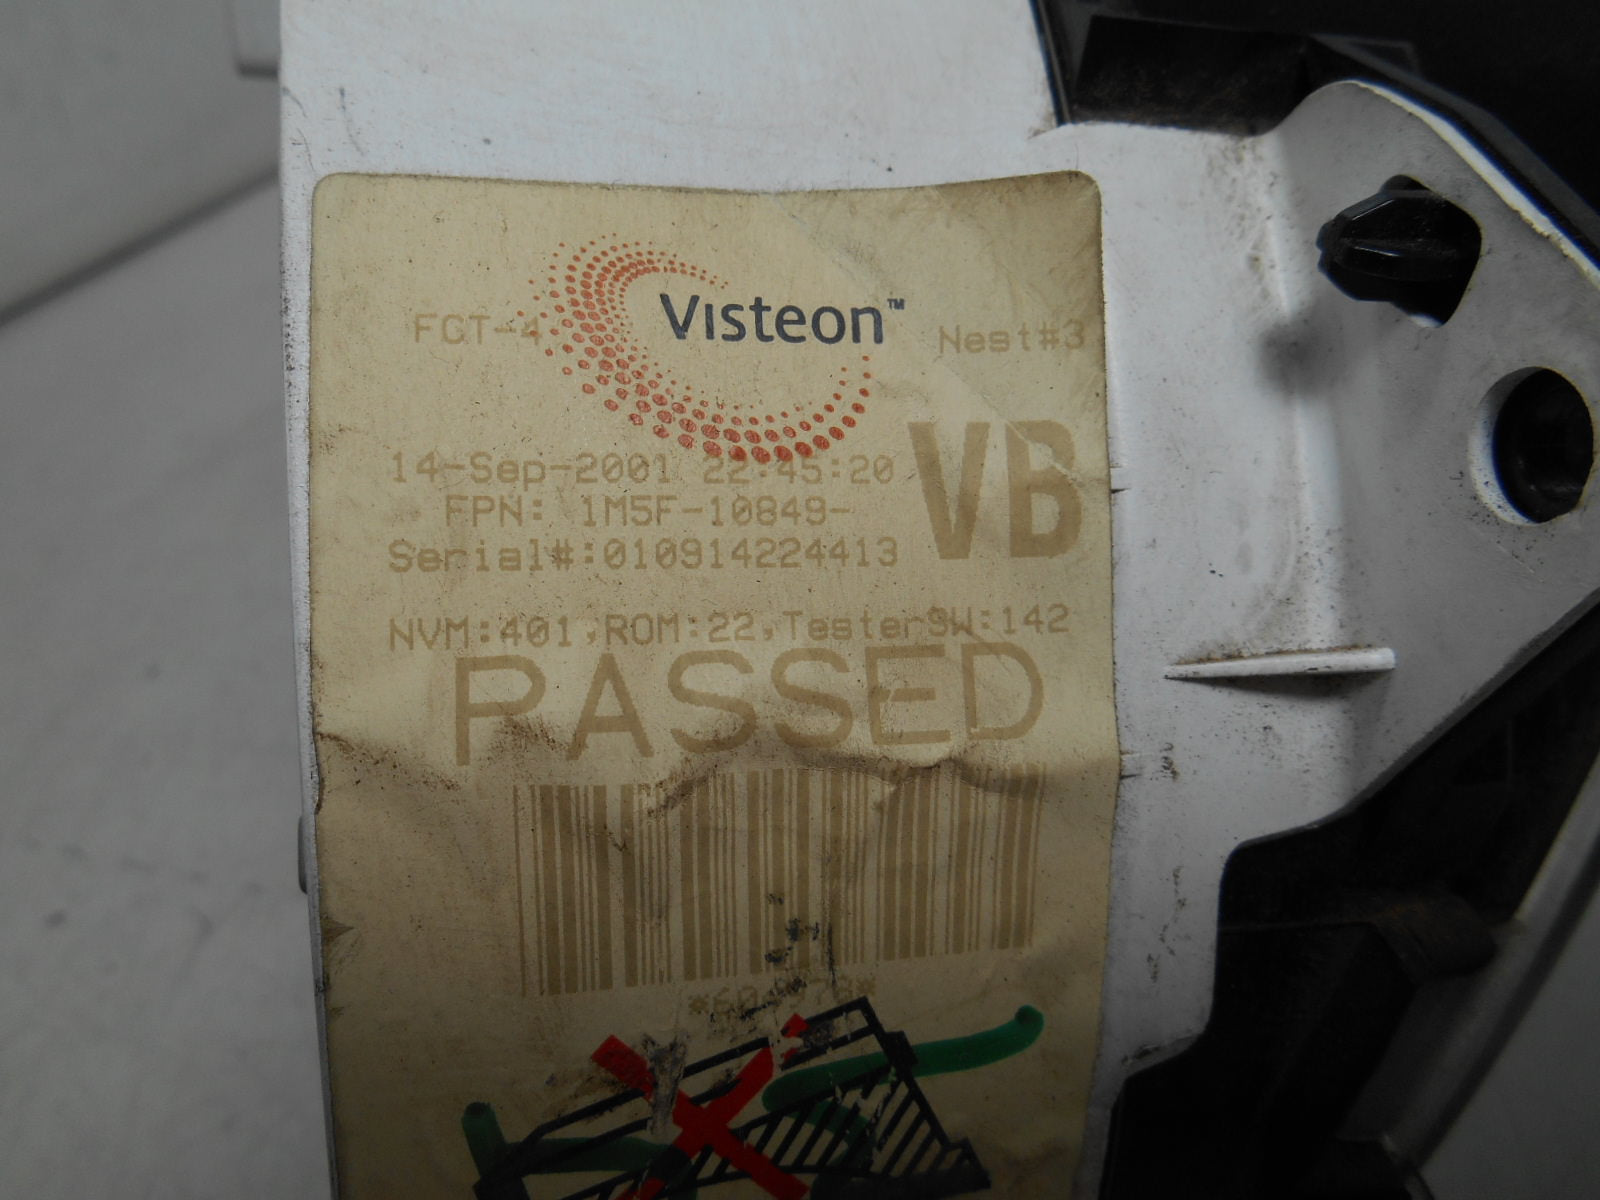 Visteon™
FCT-4 Nest#3
14-Sep-2001 22:45:20
VB
FPN: 1M5F-10849-
Serial#:010914224413
NVM:401,ROM:22,TesterSW:142
PASSED